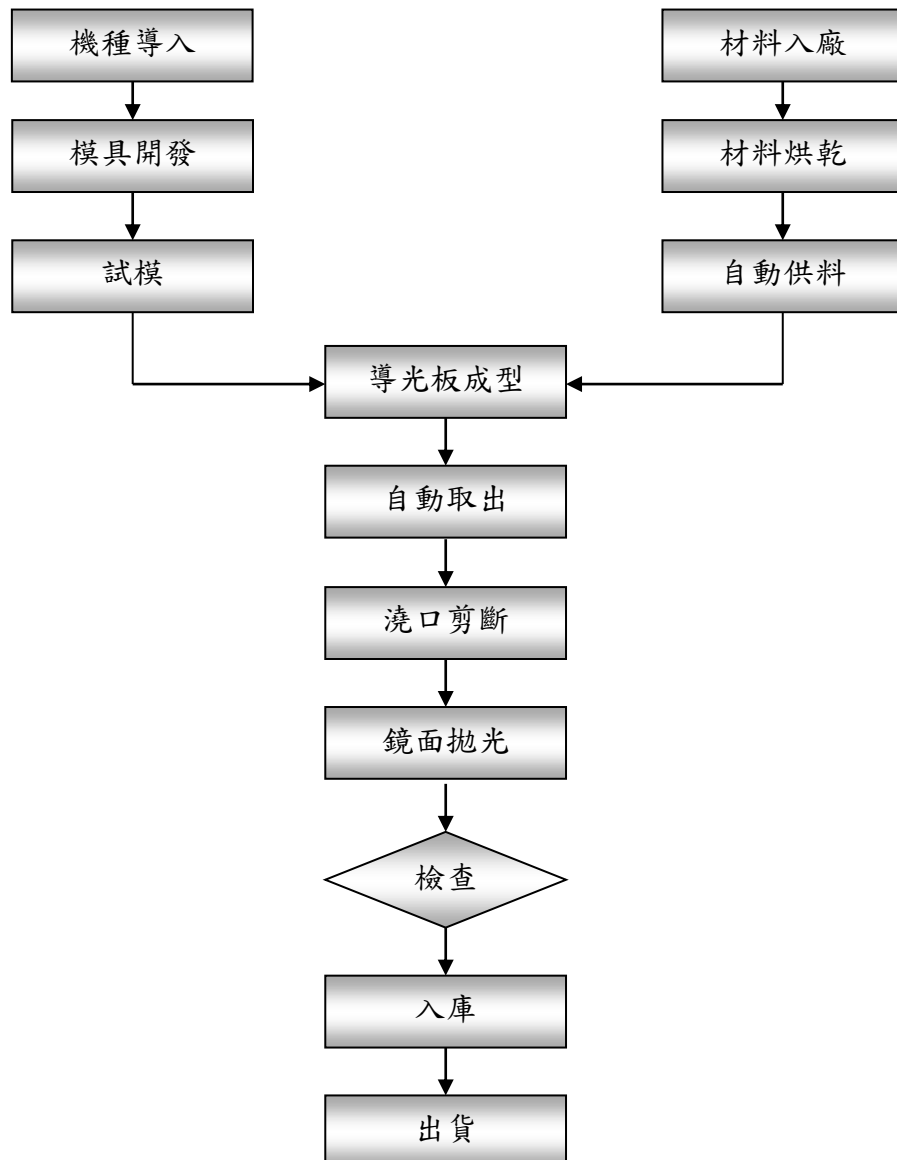 機種導入
模具開發
試模
材料入廠
材料烘乾
自動供料
導光板成型
自動取出
澆口剪斷
鏡面拋光
檢查
入庫
出貨